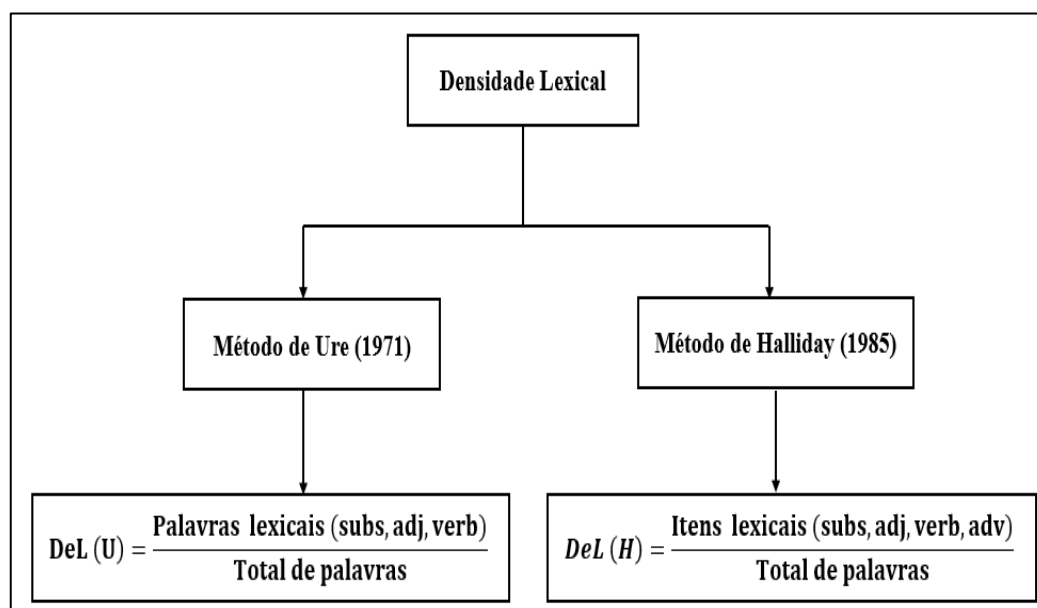 Densidade Lexical
Método de Ure (1971)
Método de Halliday (1985)
DeL (U) = Palavras lexicais (subs, adj, verb) / Total de palavras
DeL (H) = Itens lexicais (subs, adj, verb, adv) / Total de palavras